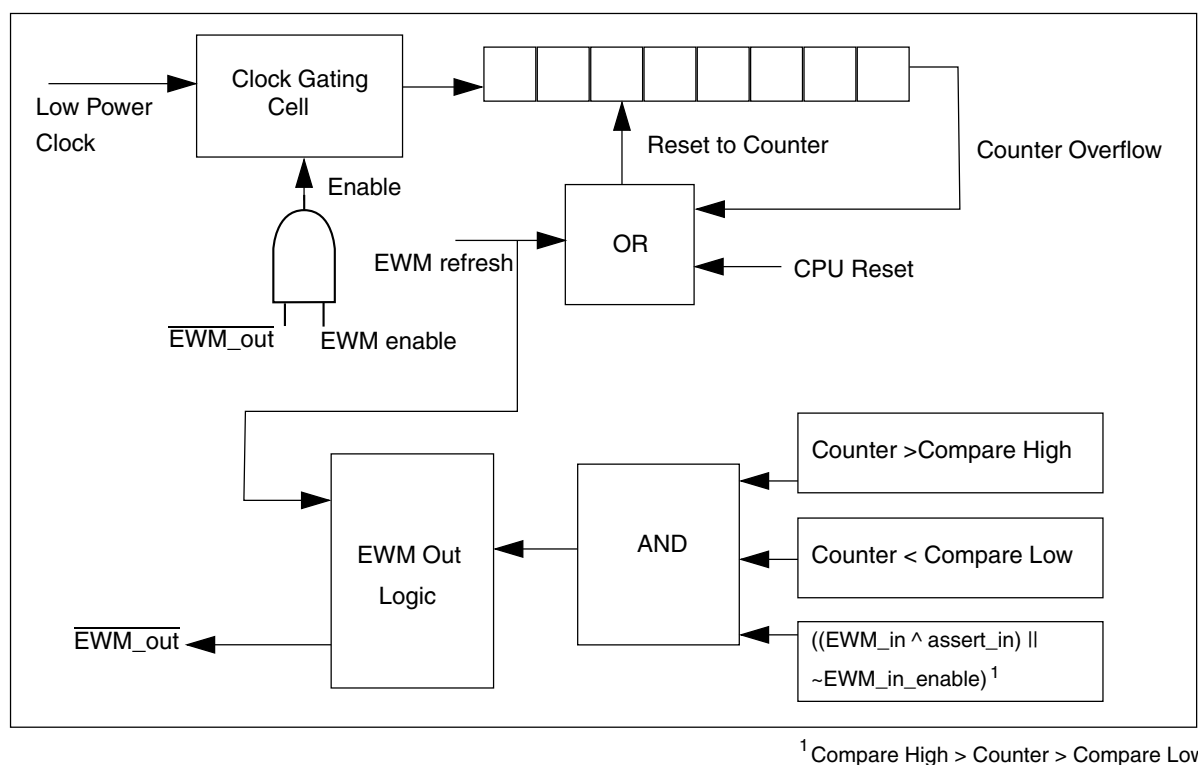 Low Power
Clock
Clock Gating
Cell
Enable
EWM_out
EWM enable
Reset to Counter
Counter Overflow
EWM refresh
OR
CPU Reset
Counter >Compare High
Counter < Compare Low
((EWM_in ^ assert_in) ||
~EWM_in_enable) 1
AND
EWM Out
Logic
EWM_out
1 Compare High > Counter > Compare Low